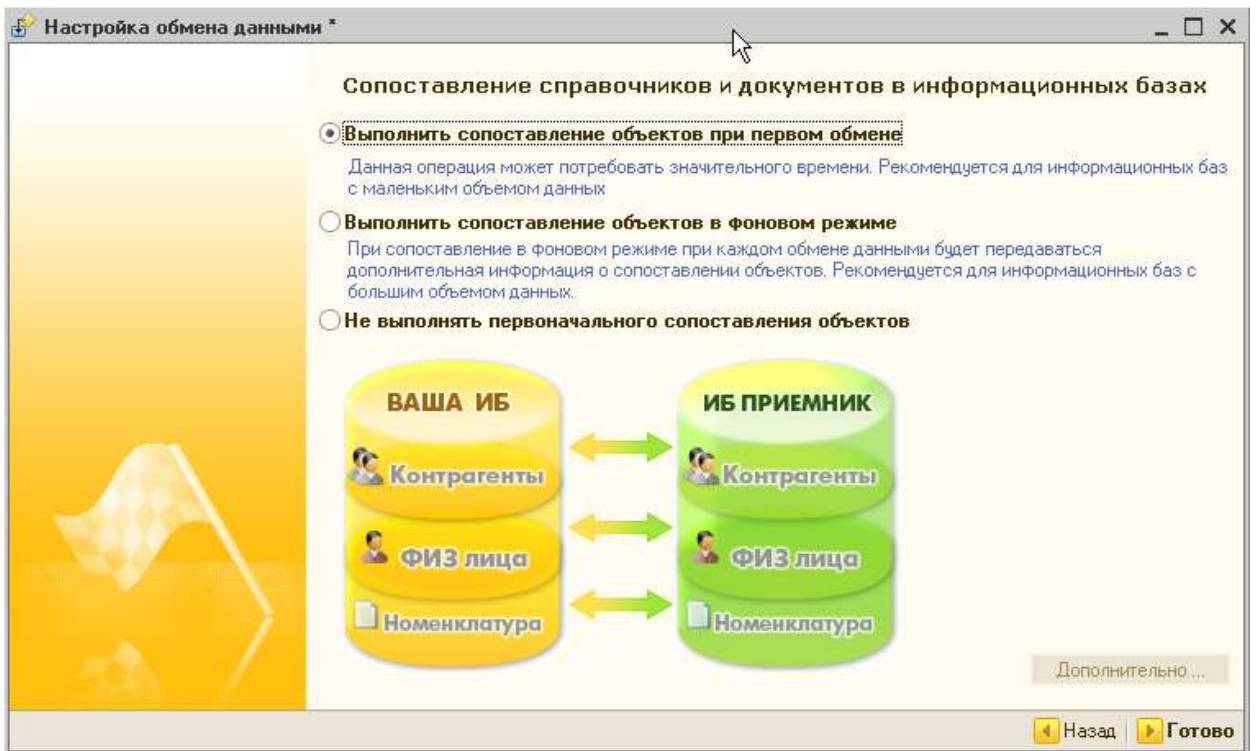 Настройка обмена данными *
Сопоставление справочников и документов в информационных базах
Выполнить сопоставление объектов при первом обмене
Данная операция может потребовать значительного времени. Рекомендуется для информационных баз
с маленьким объемом данных
Выполнить сопоставление объектов в фоновом режиме
При сопоставление в фоновом режиме при каждом обмене данными будет передаваться
дополнительная информация о сопоставлении объектов. Рекомендуется для информационных баз с
большим объемом данных.
Не выполнять первоначального сопоставления объектов
ВАША ИБ
Контрагенты
ФИЗ лица
Номенклатура
ИБ ПРИЕМНИК
Контрагенты
ФИЗ лица
Номенклатура
Дополнительно ...
Назад
Готово